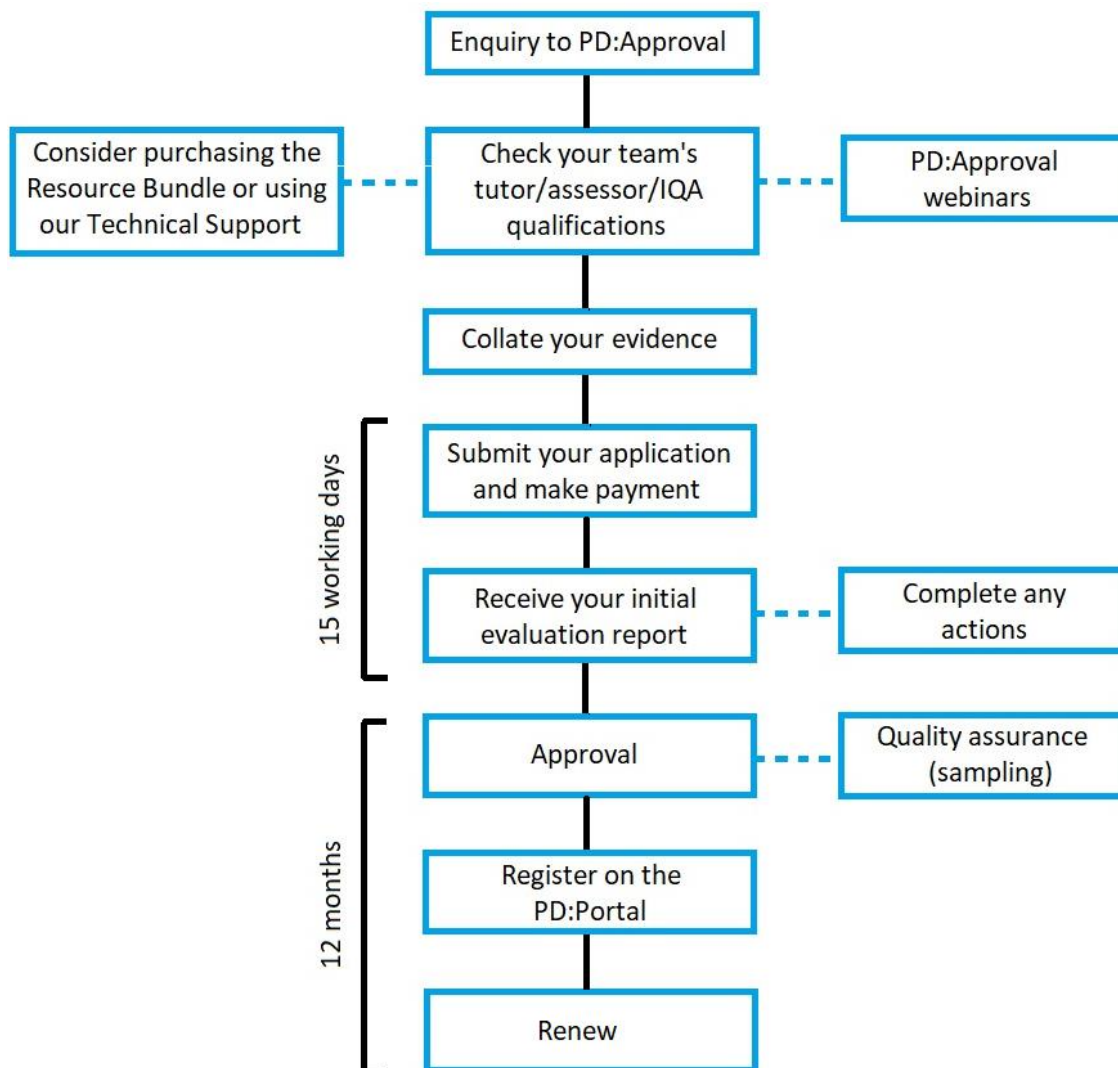 Enquiry to PD:Approval
Consider purchasing the
Resource Bundle or using
our Technical Support
Check your team's
tutor/assessor/IQA
qualifications
PD:Approval
webinars
Collate your evidence
15 working days
Submit your application
and make payment
Receive your initial
evaluation report
Complete any
actions
12 months
Approval
Quality assurance
(sampling)
Register on the
PD:Portal
Renew